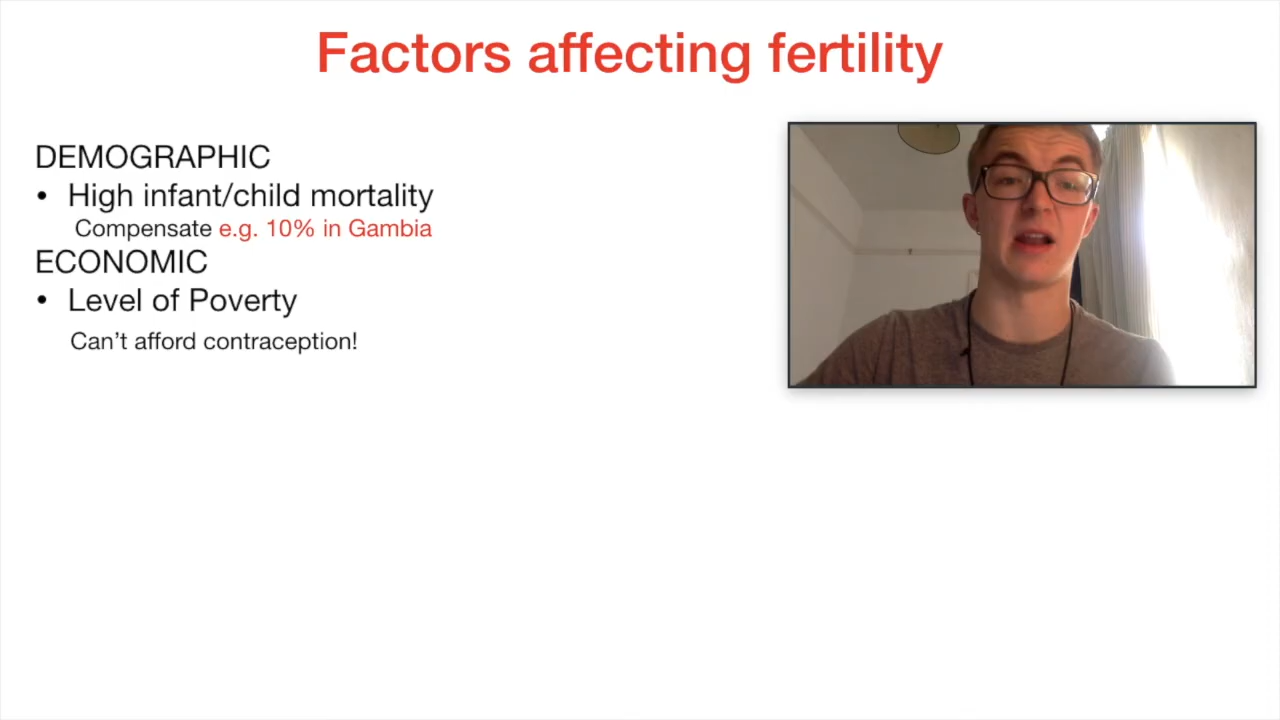 Factors affecting fertility
DEMOGRAPHIC
• High infant/child mortality
Compensate e.g. 10% in Gambia
ECONOMIC
• Level of Poverty
Can't afford contraception!